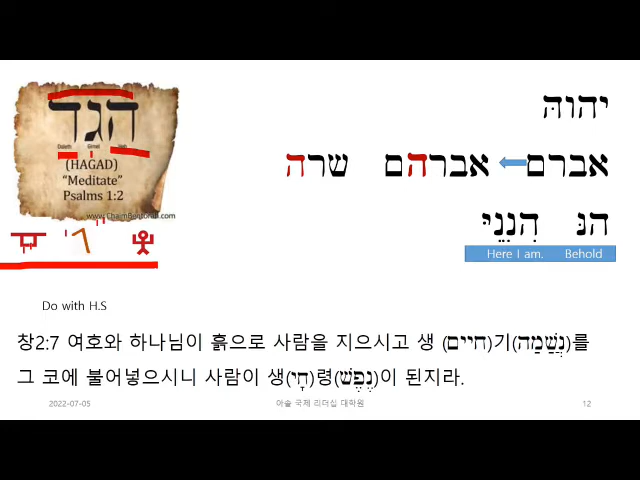 הגד
Daleth Gimel Heh
(HAGAD)
“Meditate”
Psalms 1:2
www.ChaimBentorah.com
יהוה
אברם אברהם שרה
הנּ הִנֵנִיּ
Here I am. Behold
Do with H.S
창2:7 여호와 하나님이 흙으로 사람을 지으시고 생 (חיים)기(נְשַׁמַה)를
그 코에 불어넣으시니 사람이 생(חָי)령(נֶפֶשׁ)이 된지라.
2022-07-05 아솔 국제 리더십 대학원 12